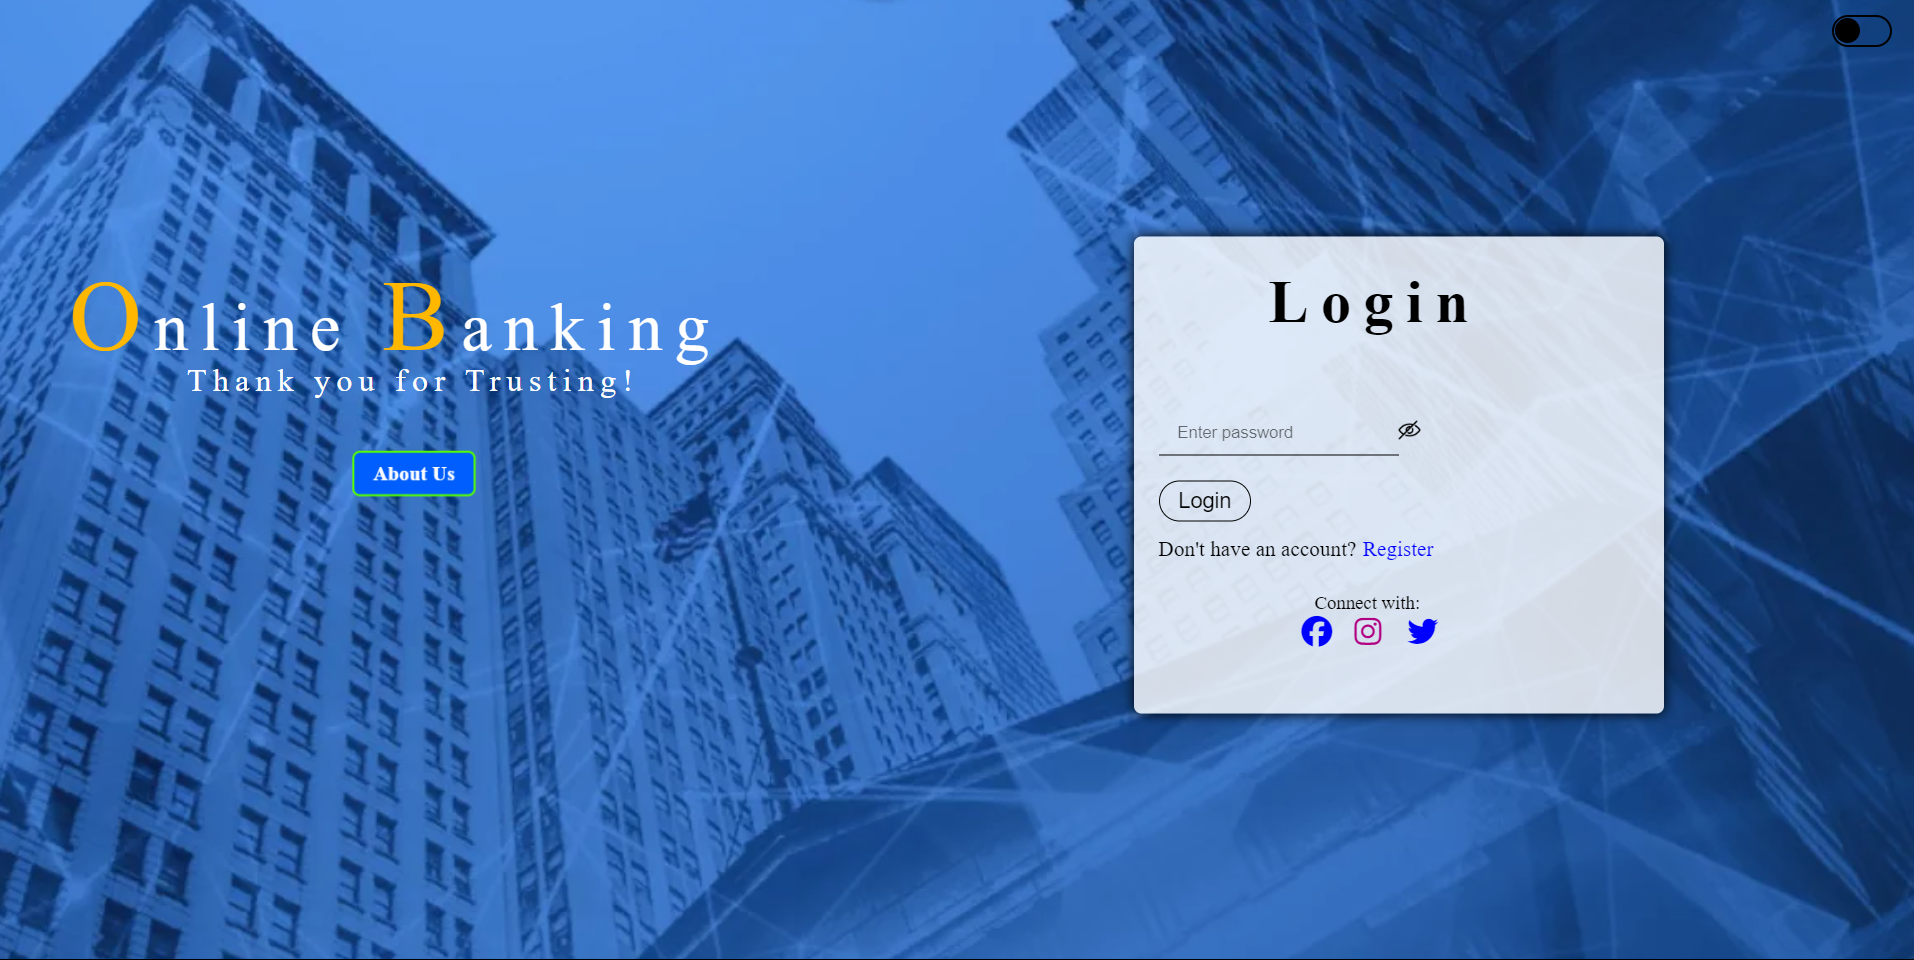 Online Banking
Thank you for Trusting!
About Us
Login
Enter password
Login
Don't have an account? Register
Connect with: